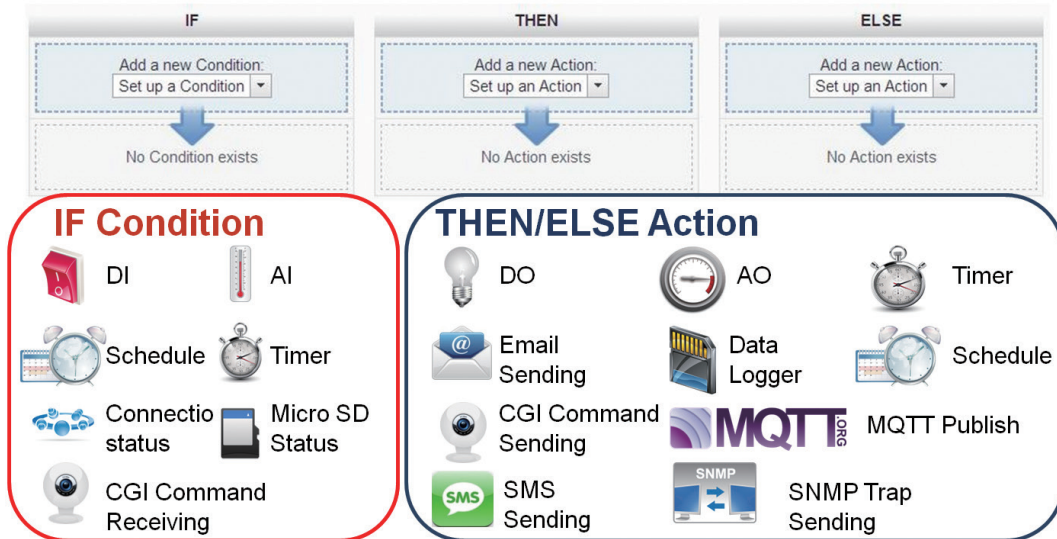 IF
THEN
ELSE
Add a new Condition:
Set up a Condition
Add a new Action:
Set up an Action
Add a new Action:
Set up an Action
No Condition exists
No Action exists
No Action exists
IF Condition
DI
AI
Schedule
Timer
Connectio
status
Micro SD
Status
CGI Command
Receiving
THEN/ELSE Action
DO
AO
Timer
@
Email
Sending
Data
Logger
Schedule
CGI Command
Sending
MQTT.ORG
MQTT Publish
SMS
SMS
Sending
SNMP
SNMP Trap
Sending